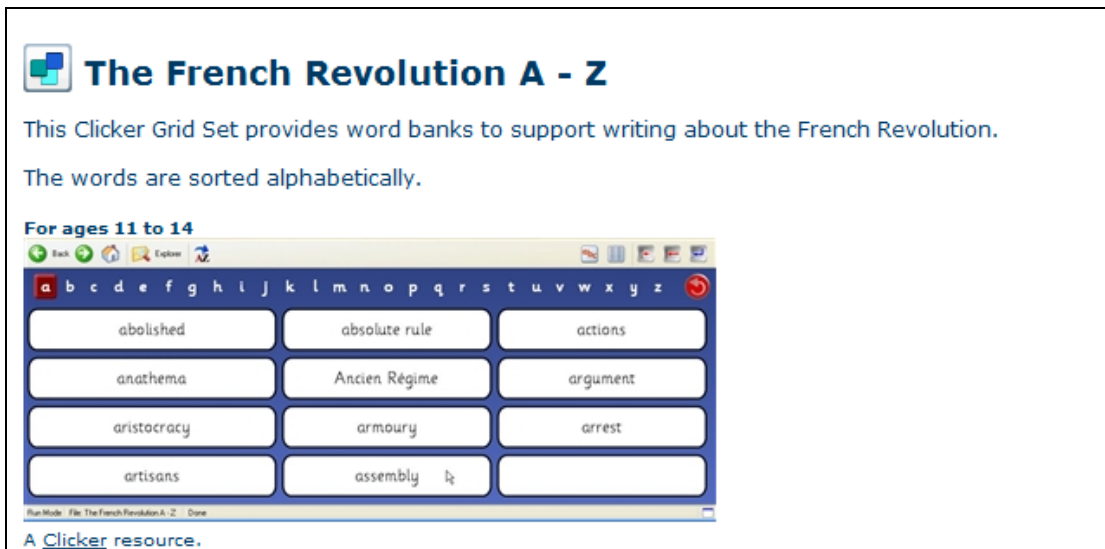 The French Revolution A - Z
This Clicker Grid Set provides word banks to support writing about the French Revolution.
The words are sorted alphabetically.
For ages 11 to 14
Back Explorer
a b c d e f g h i j k l m n o p q r s t u v w x y z
abolished absolute rule actions
anathema Ancien Régime argument
aristocracy armoury arrest
artisans assembly
Run Mode File: The French Revolution A - Z Done
A Clicker resource.